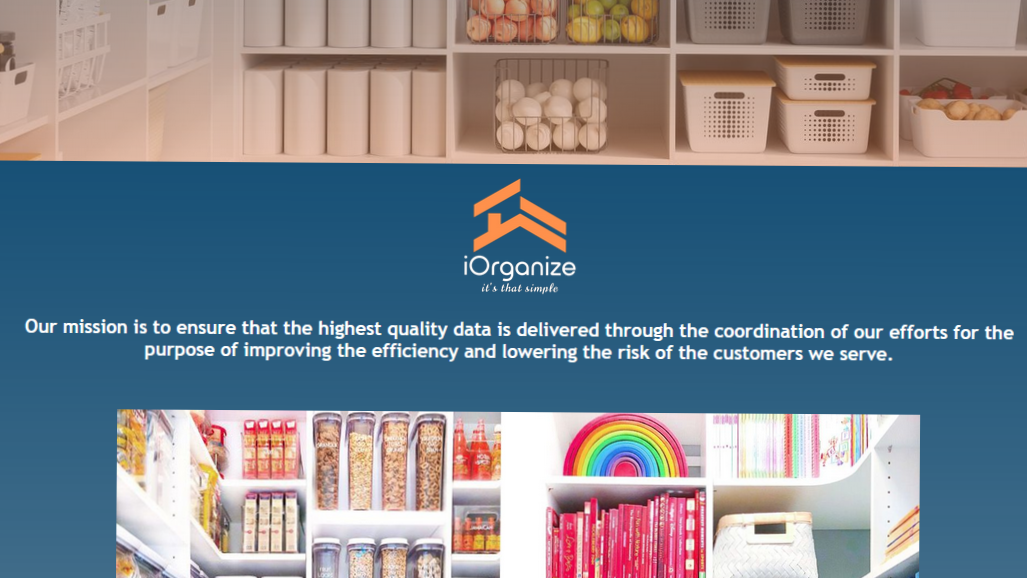 iOrganize
it's that simple
Our mission is to ensure that the highest quality data is delivered through the coordination of our efforts for the
purpose of improving the efficiency and lowering the risk of the customers we serve.